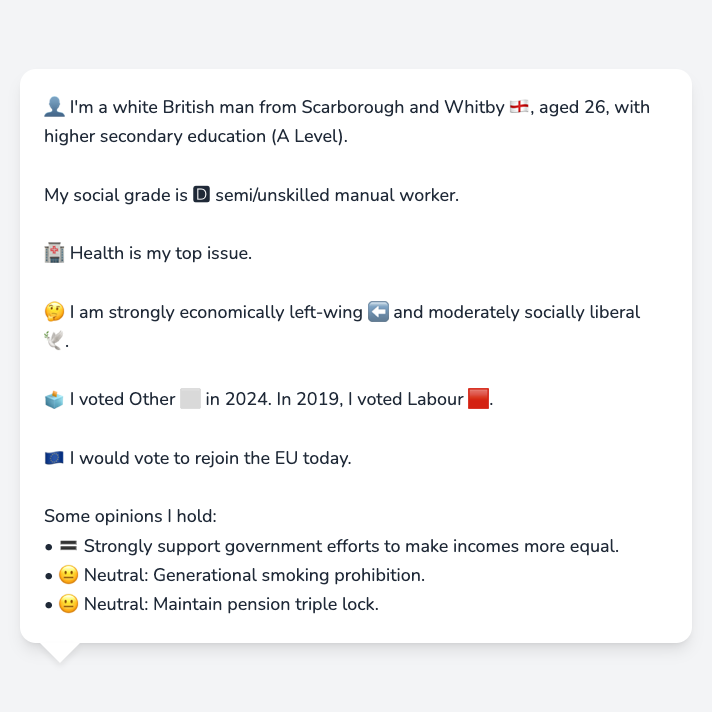 👤 I'm a white British man from Scarborough and Whitby 🏴󠁧󠁢󠁥󠁮󠁧󠁿, aged 26, with
higher secondary education (A Level).
My social grade is 🅳 semi/unskilled manual worker.
🏥 Health is my top issue.
🤔 I am strongly economically left-wing ⬅️ and moderately socially liberal
🕊️.
🗳️ I voted Other ⬜ in 2024. In 2019, I voted Labour 🟥.
🇪🇺 I would vote to rejoin the EU today.
Some opinions I hold:
• 🟰 Strongly support government efforts to make incomes more equal.
• 😐 Neutral: Generational smoking prohibition.
• 😐 Neutral: Maintain pension triple lock.